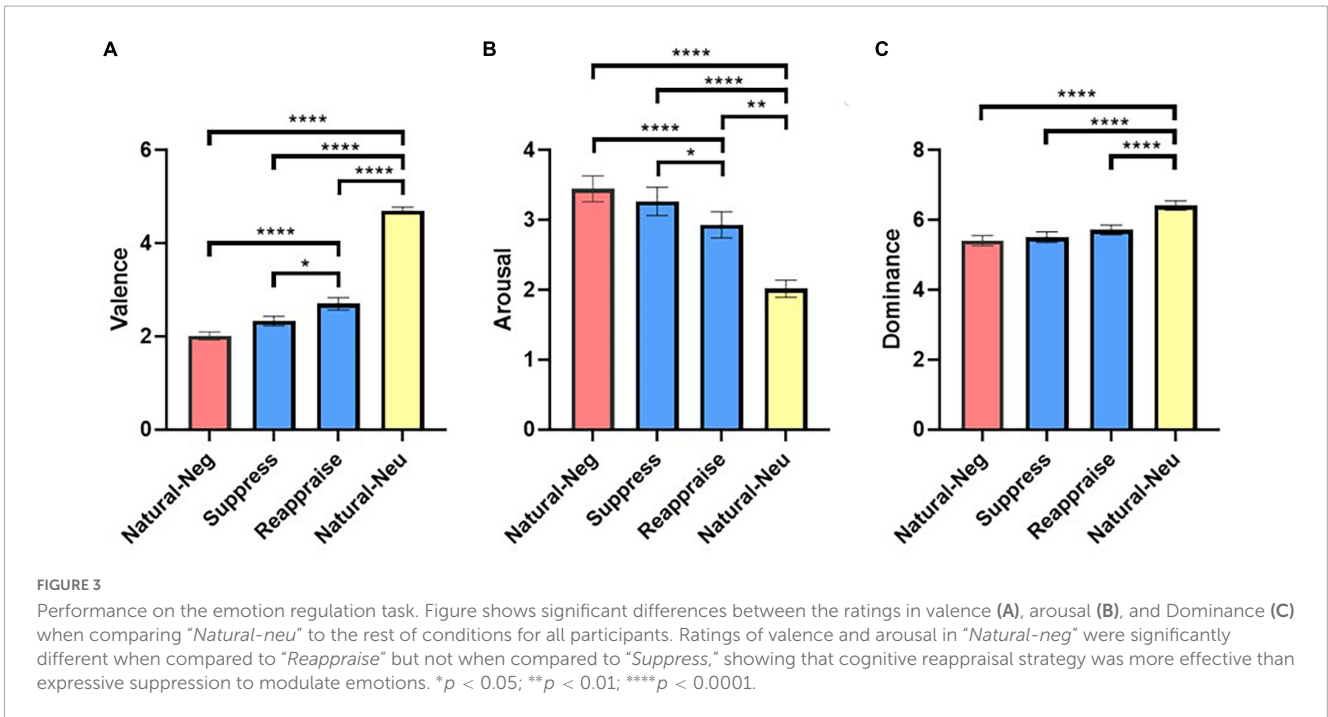 A
****
****
****
****
*
6
4
2
0
Valence
Natural-Neg
Suppress
Reappraise
Natural-Neu
B
****
****
**
****
*
4
3
2
1
0
Arousal
Natural-Neg
Suppress
Reappraise
Natural-Neu
C
****
****
****
8
6
4
2
0
Dominance
Natural-Neg
Suppress
Reappraise
Natural-Neu
FIGURE 3
Performance on the emotion regulation task. Figure shows significant differences between the ratings in valence (A), arousal (B), and Dominance (C)
when comparing "Natural-neu" to the rest of conditions for all participants. Ratings of valence and arousal in "Natural-neg" were significantly
different when compared to "Reappraise" but not when compared to "Suppress," showing that cognitive reappraisal strategy was more effective than
expressive suppression to modulate emotions. *p < 0.05; **p < 0.01; ****p < 0.0001.